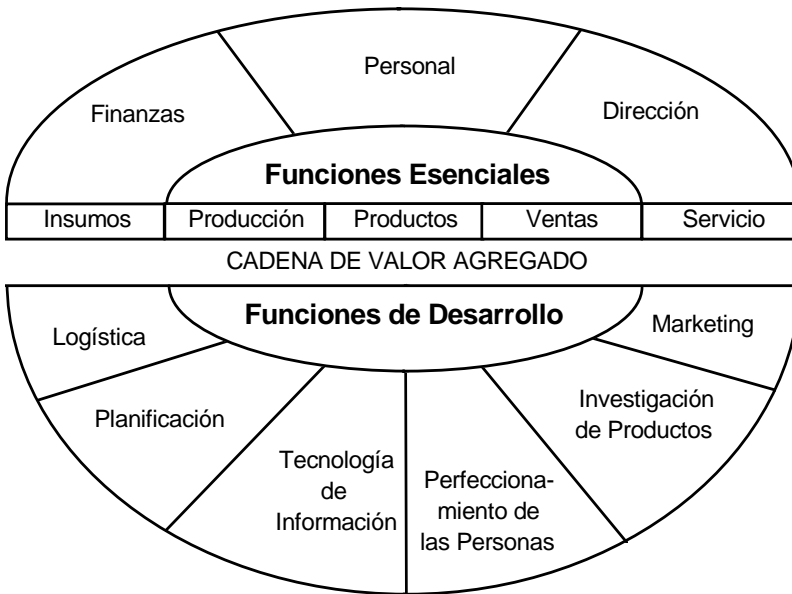 Personal
Finanzas
Dirección
Funciones Esenciales
Insumos
Producción
Productos
Ventas
Servicio
CADENA DE VALOR AGREGADO
Funciones de Desarrollo
Logística
Marketing
Planificación
Investigación
de Productos
Tecnología
de
Información
Perfecciona-
miento de
las Personas